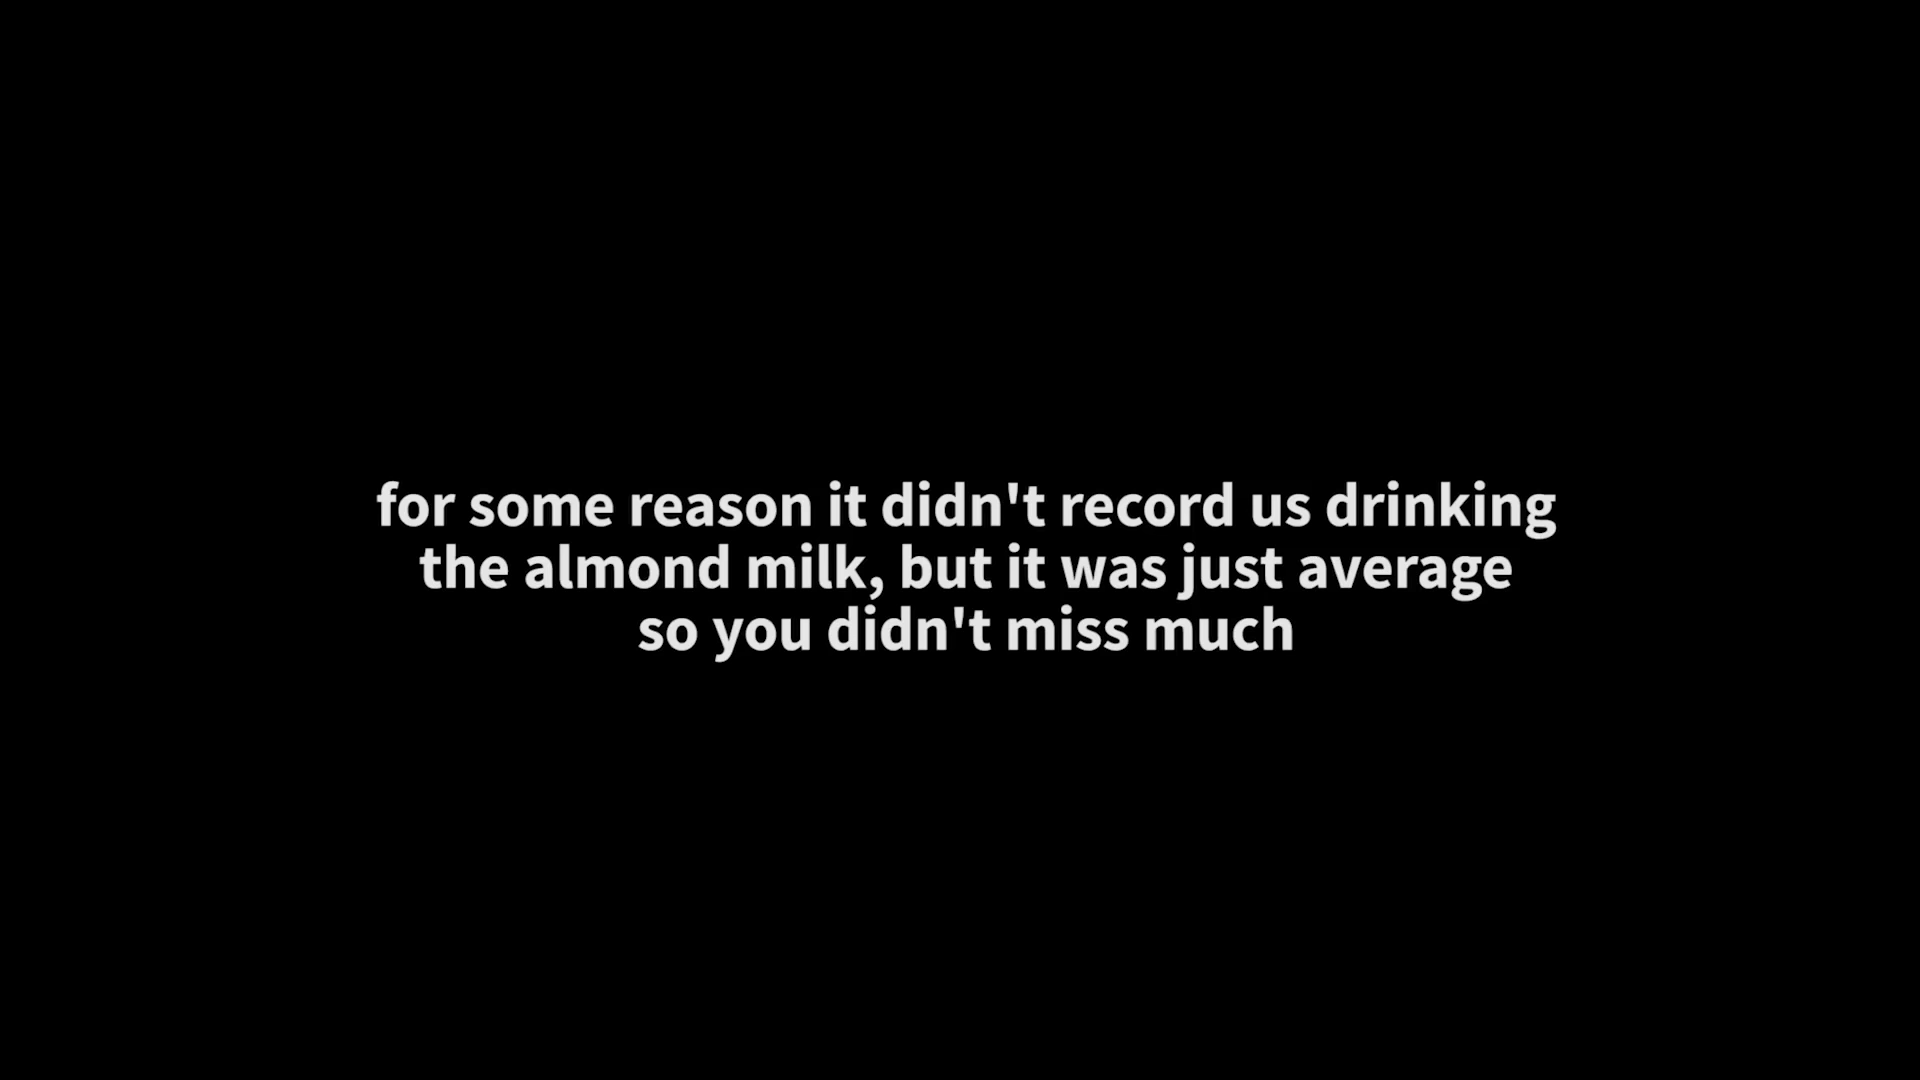 for some reason it didn't record us drinking
the almond milk, but it was just average
so you didn't miss much